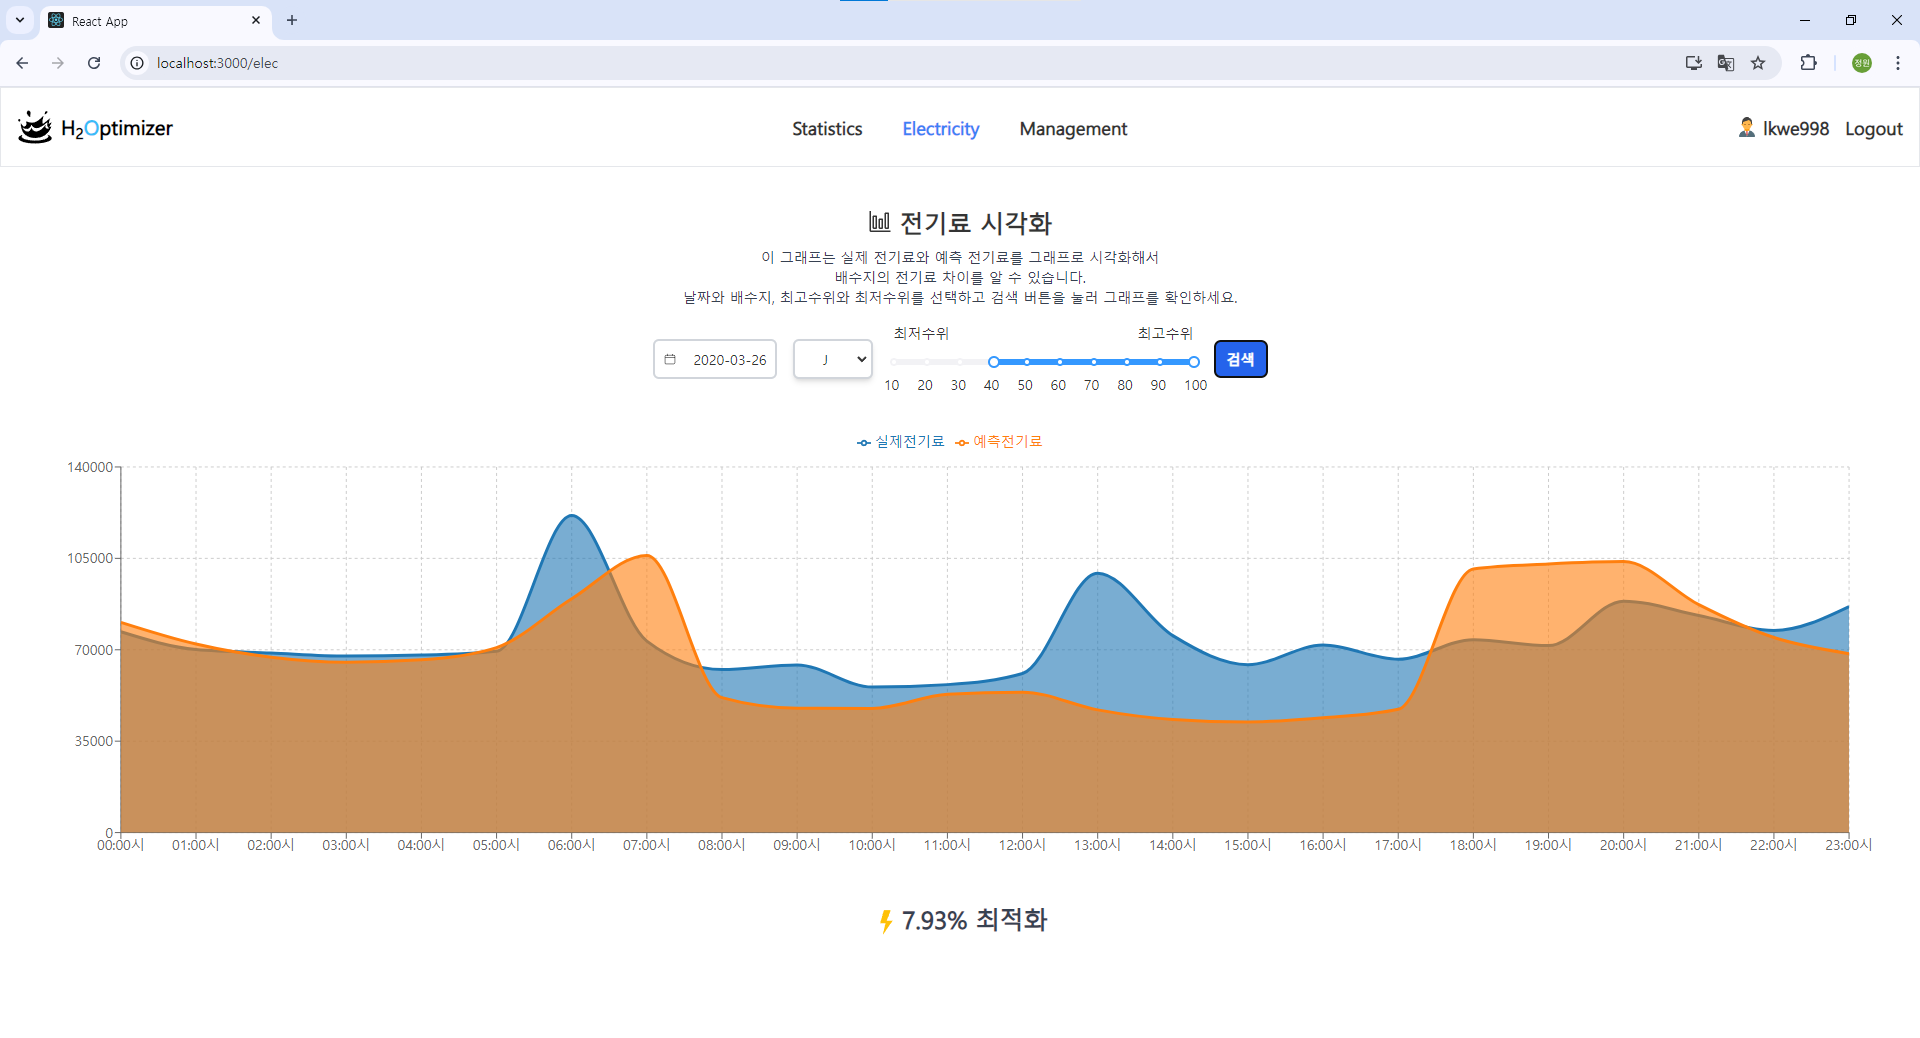 React App
localhost:3000/elec
정원
H₂Optimizer
Statistics Electricity Management
lkwe998 Logout
전기료 시각화
이 그래프는 실제 전기료와 예측 전기료를 그래프로 시각화해서
배수지의 전기료 차이를 알 수 있습니다.
날짜와 배수지, 최고수위와 최저수위를 선택하고 검색 버튼을 눌러 그래프를 확인하세요.
최저수위 최고수위
2020-03-26 J 검색
10 20 30 40 50 60 70 80 90 100
실제전기료 예측전기료
140000
105000
70000
35000
0
00:00시 01:00시 02:00시 03:00시 04:00시 05:00시 06:00시 07:00시 08:00시 09:00시 10:00시 11:00시 12:00시 13:00시 14:00시 15:00시 16:00시 17:00시 18:00시 19:00시 20:00시 21:00시 22:00시 23:00시
7.93% 최적화